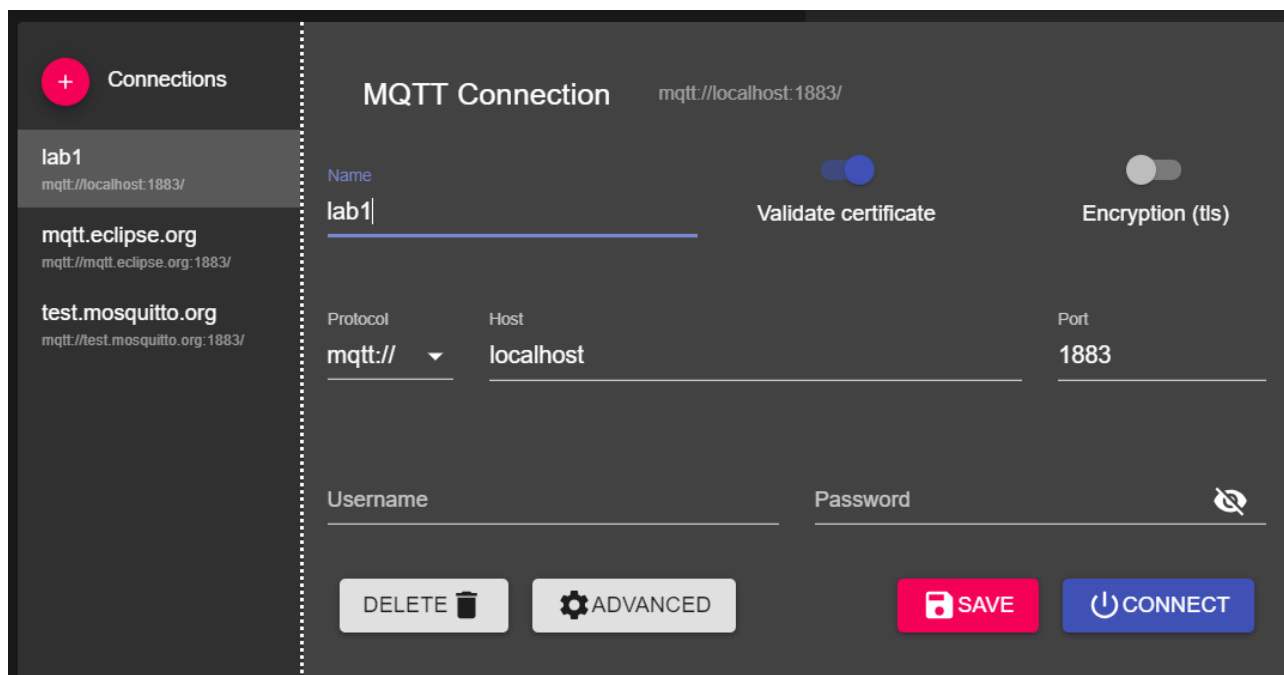 + Connections
lab1
mqtt://localhost:1883/
mqtt.eclipse.org
mqtt://mqtt.eclipse.org:1883/
test.mosquitto.org
mqtt://test.mosquitto.org:1883/
MQTT Connection mqtt://localhost:1883/
Name
lab1
Validate certificate Encryption (tls)
Protocol Host Port
mqtt:// localhost 1883
Username Password
DELETE ADVANCED SAVE CONNECT